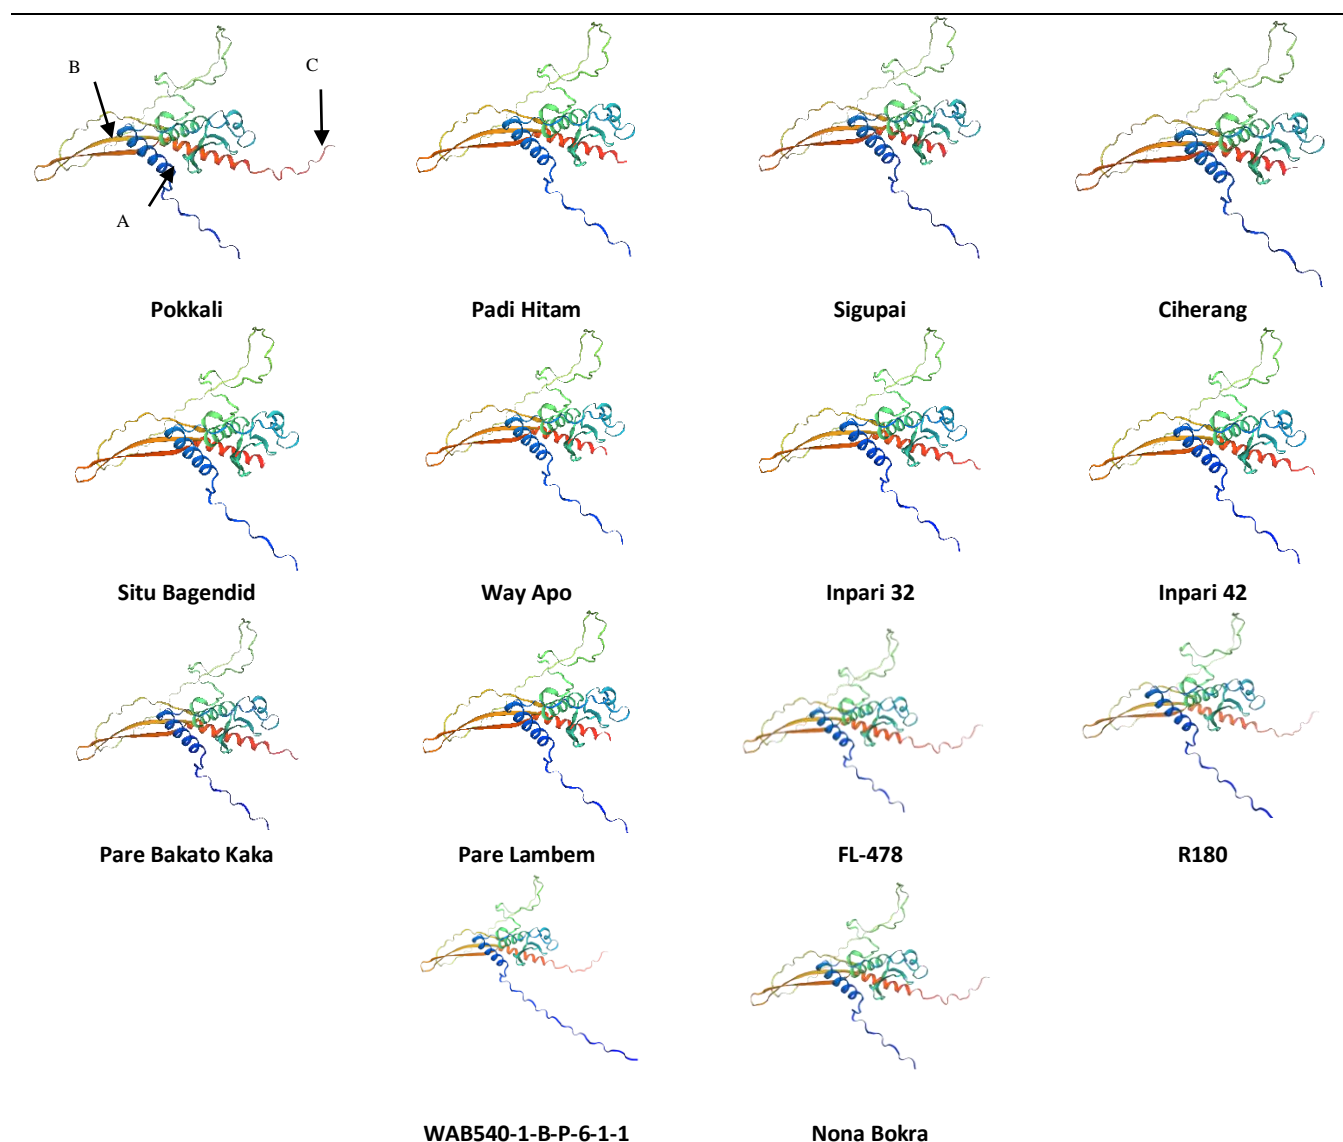 B
C
A
Pokkali
Padi Hitam
Sigupai
Ciherang
Situ Bagendid
Way Apo
Inpari 32
Inpari 42
Pare Bakato Kaka
Pare Lambem
FL-478
R180
WAB540-1-B-P-6-1-1
Nona Bokra